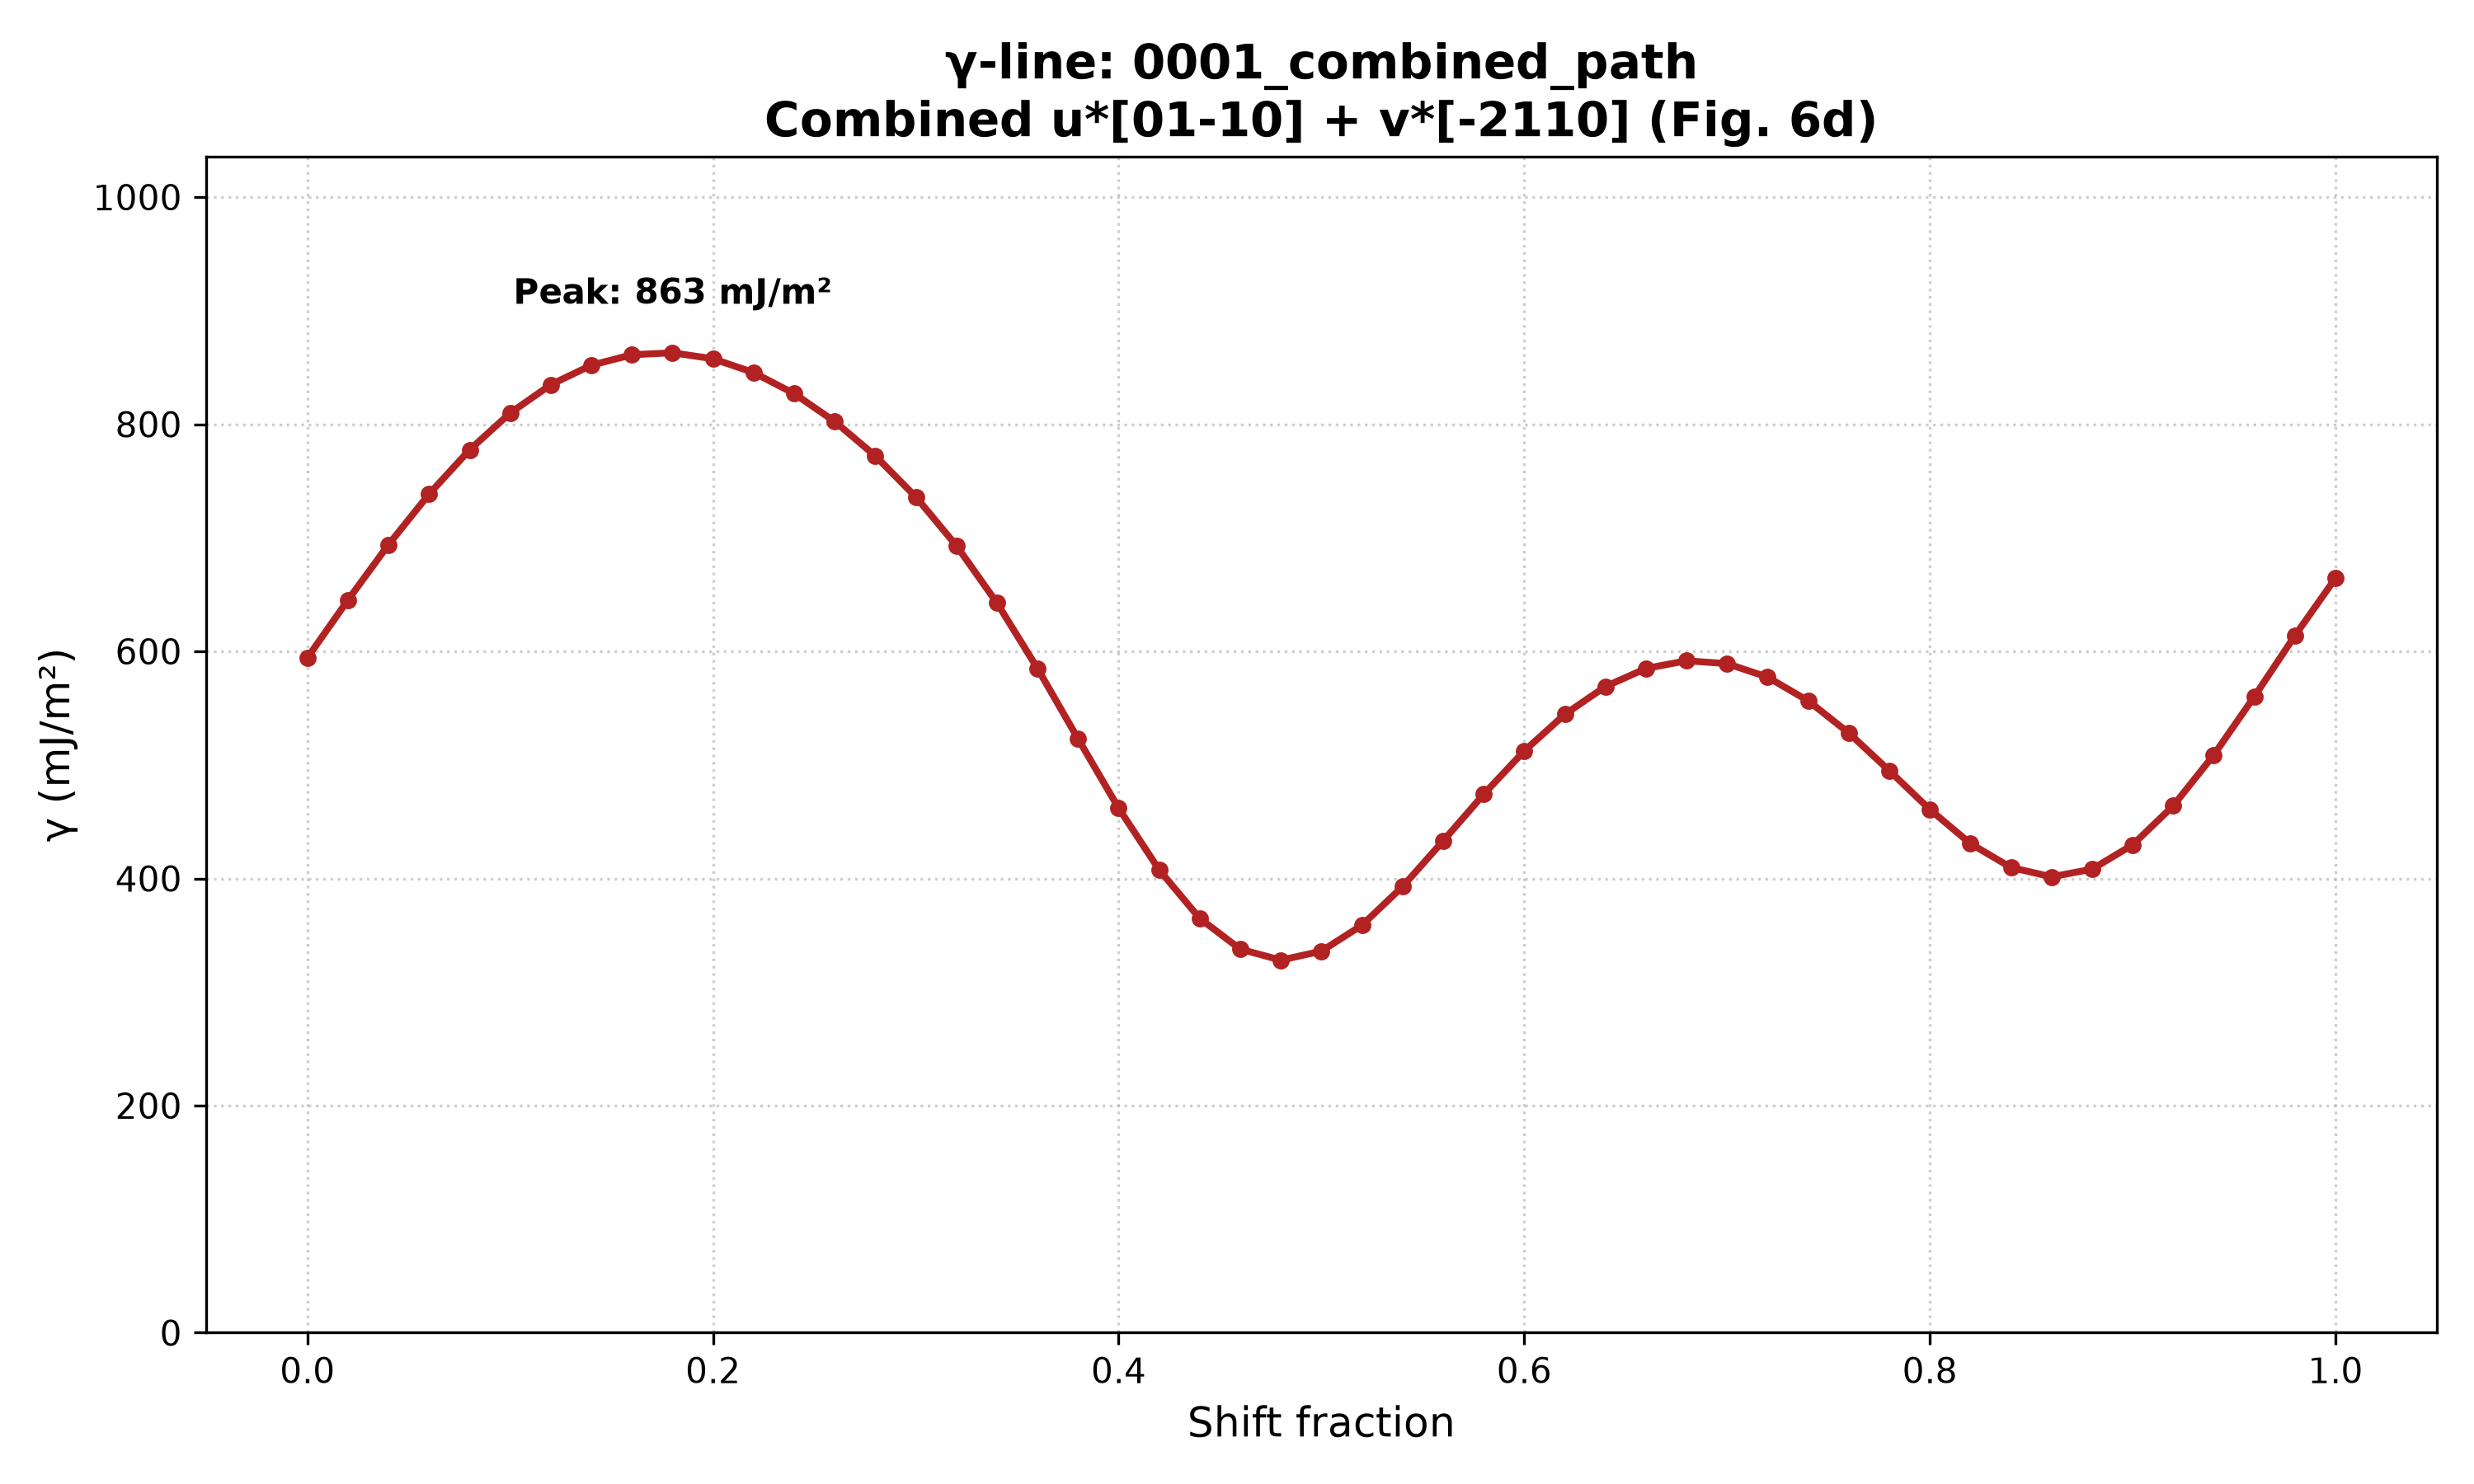 γ-line: 0001_combined_path
Combined u*[01-10] + v*[-2110] (Fig. 6d)
1000
800
600
400
200
0
γ (mJ/m²)
Peak: 863 mJ/m²
0.0 0.2 0.4 0.6 0.8 1.0
Shift fraction